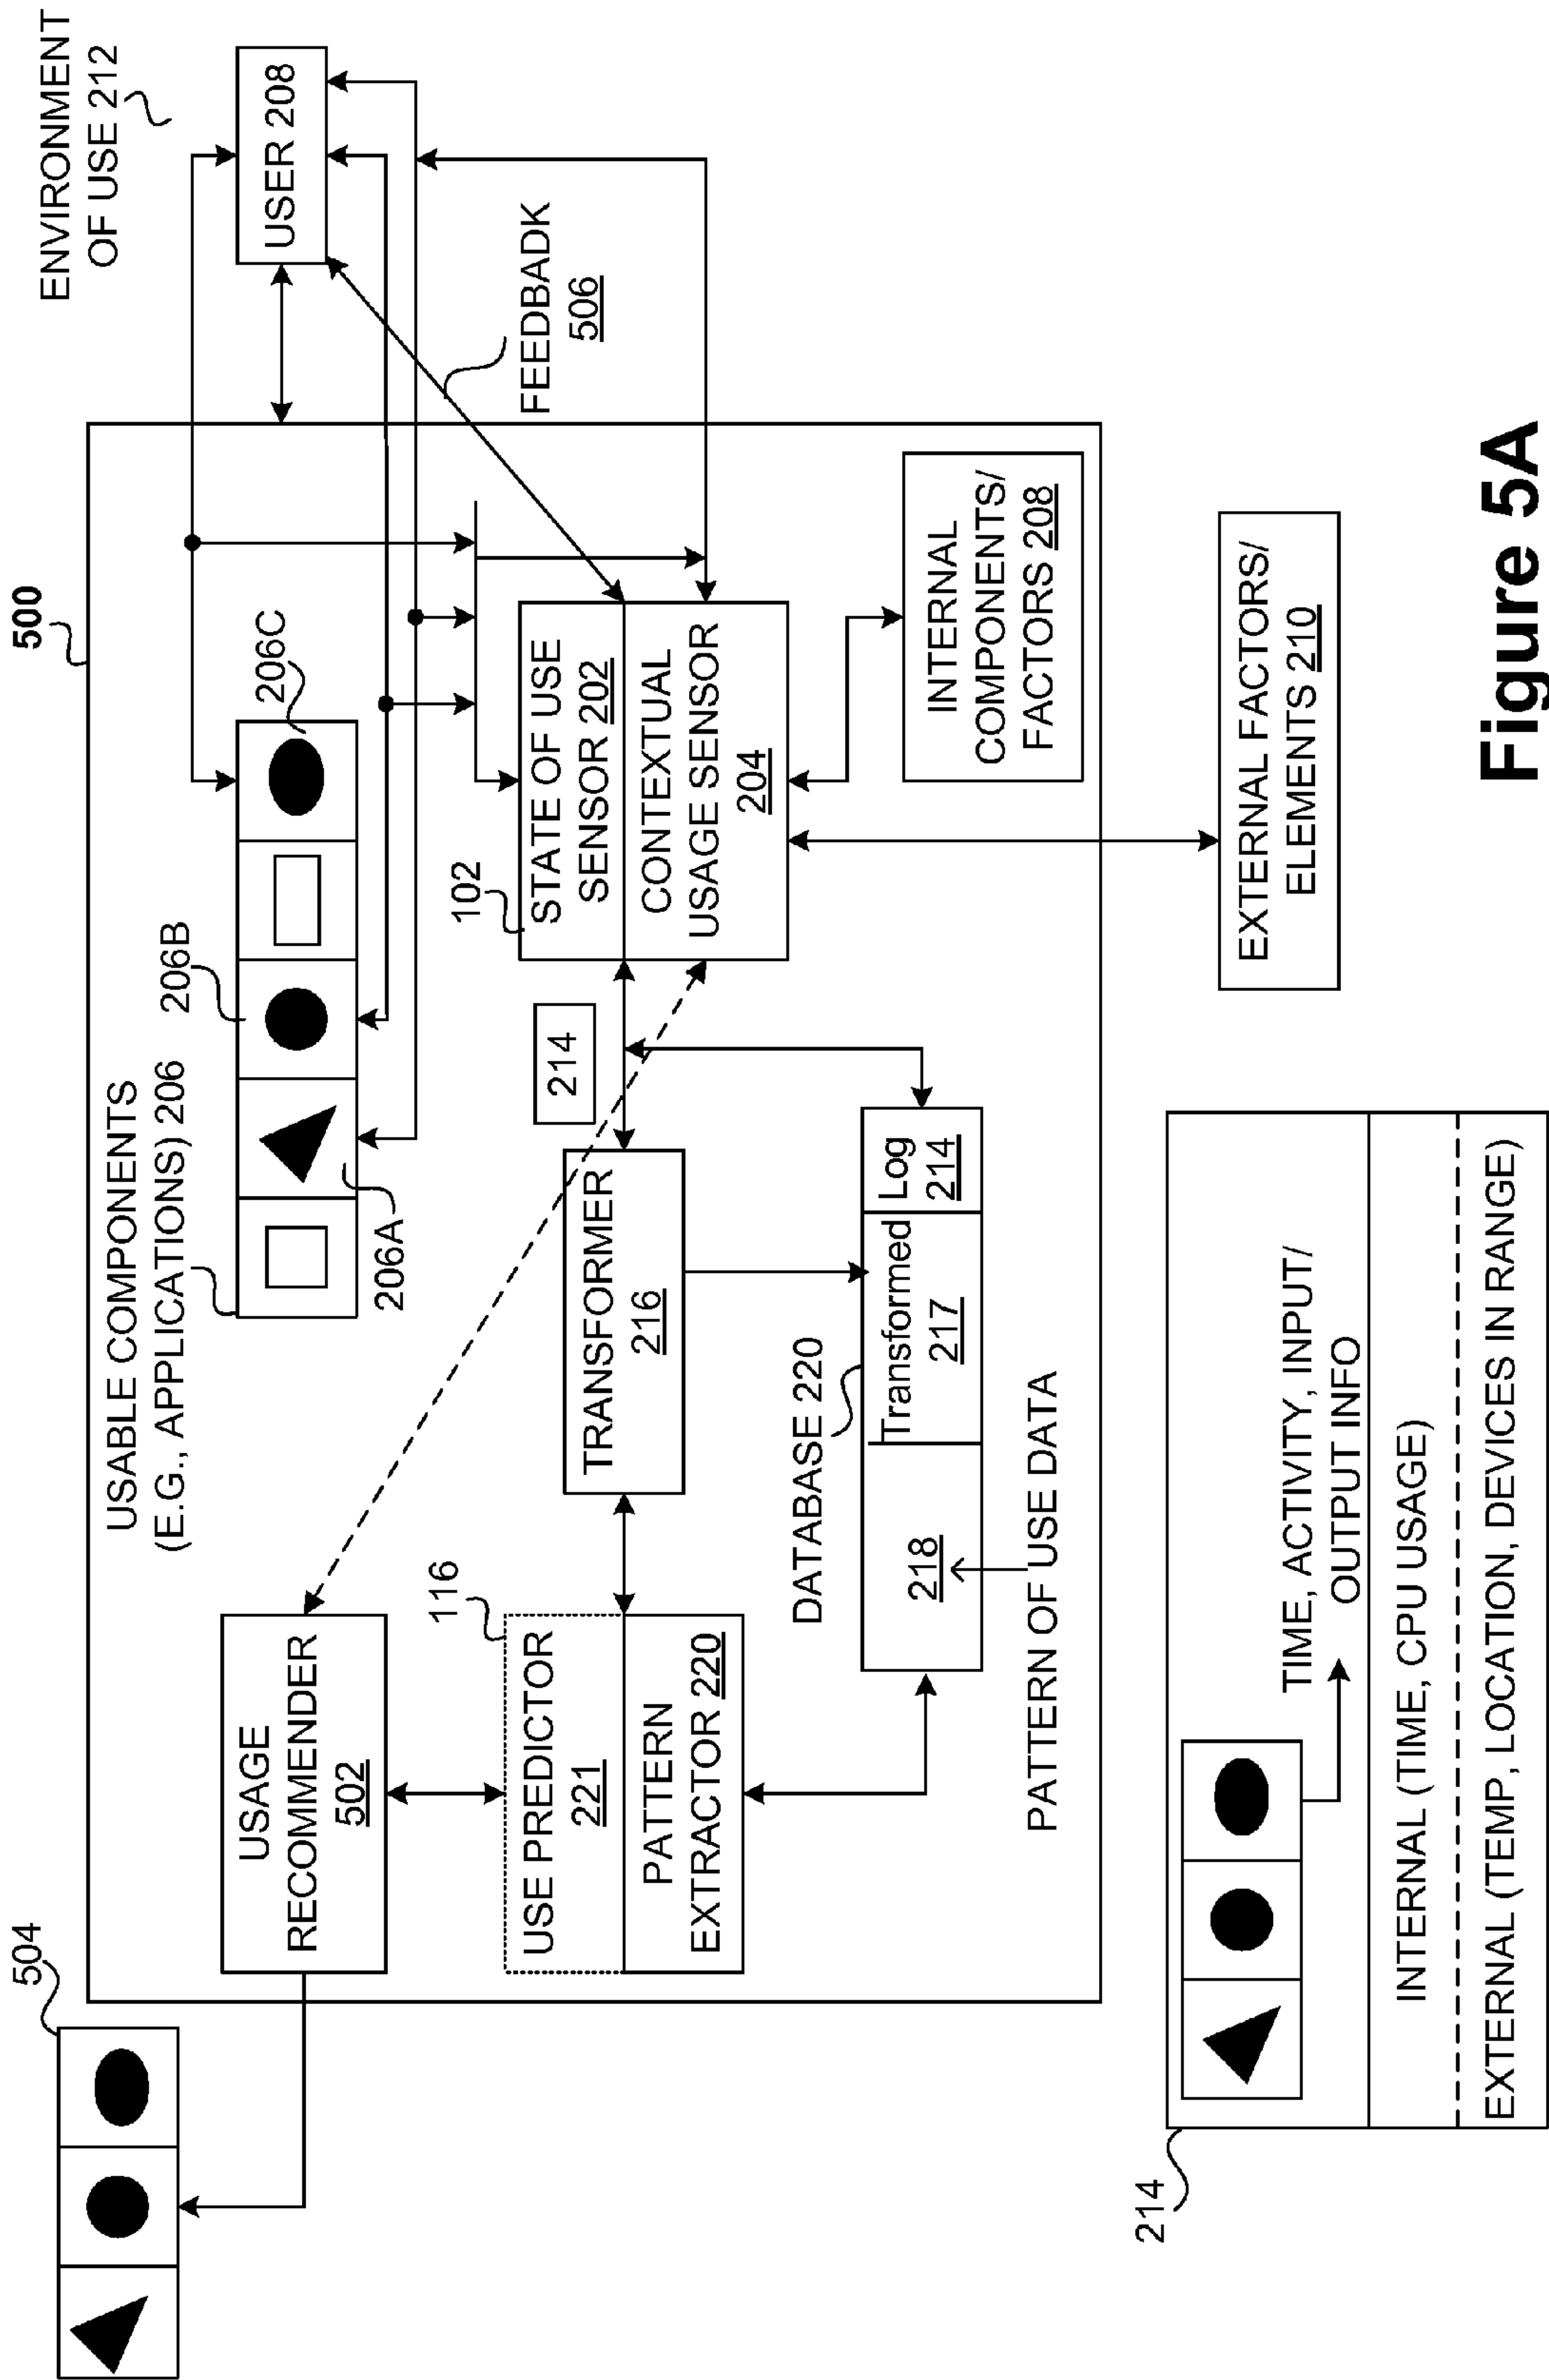 504
500
ENVIRONMENT
OF USE 212
USABLE COMPONENTS
(E.G., APPLICATIONS) 206
206A
206B
206C
USER 208
USAGE
RECOMMENDER
502
116
USE PREDICTOR
221
PATTERN
EXTRACTOR 220
TRANSFORMER
216
214
102
STATE OF USE
SENSOR 202
CONTEXTUAL
USAGE SENSOR
204
FEEDBADK
506
DATABASE 220
218
Transformed
217
Log
214
PATTERN OF USE DATA
INTERNAL
COMPONENTS/
FACTORS 208
EXTERNAL FACTORS/
ELEMENTS 210
214
TIME, ACTIVITY, INPUT/
OUTPUT INFO
INTERNAL (TIME, CPU USAGE)
EXTERNAL (TEMP, LOCATION, DEVICES IN RANGE)
Figure 5A